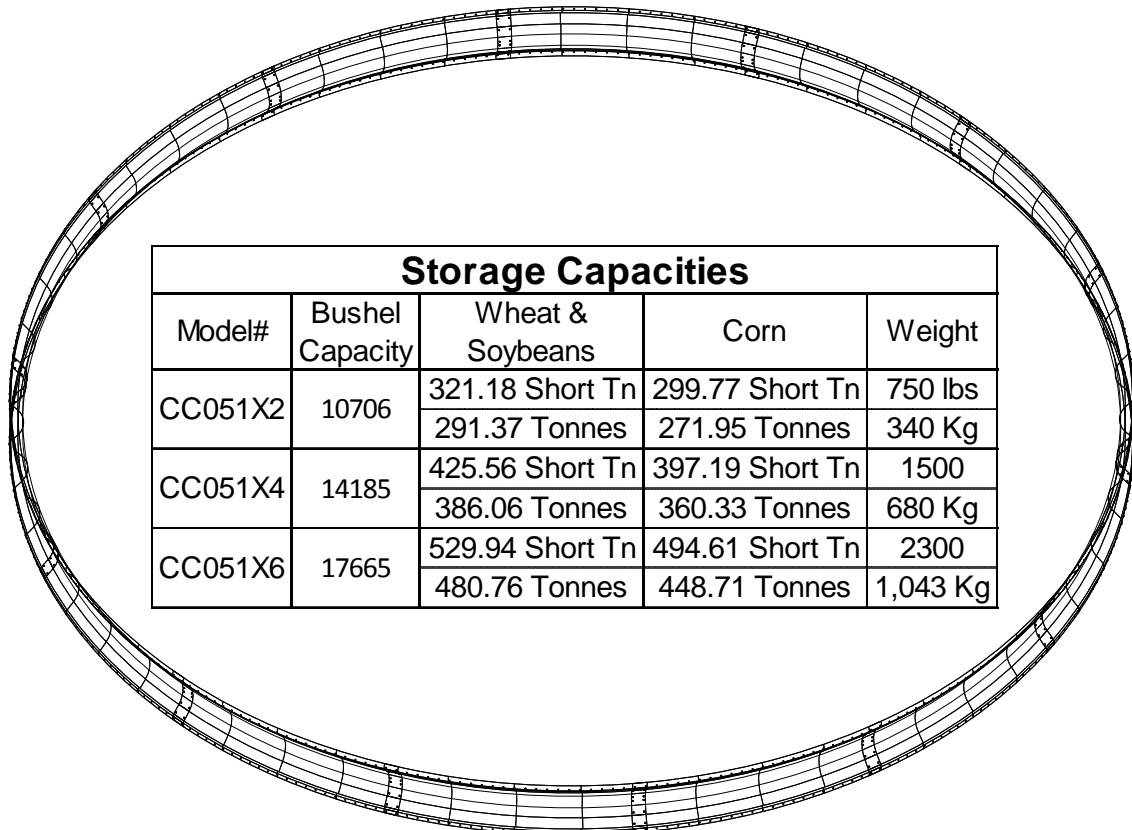 Storage Capacities
Model# Bushel Capacity Wheat & Soybeans Corn Weight
CC051X2 10706 321.18 Short Tn 299.77 Short Tn 750 lbs
291.37 Tonnes 271.95 Tonnes 340 Kg
CC051X4 14185 425.56 Short Tn 397.19 Short Tn 1500
386.06 Tonnes 360.33 Tonnes 680 Kg
CC051X6 17665 529.94 Short Tn 494.61 Short Tn 2300
480.76 Tonnes 448.71 Tonnes 1,043 Kg